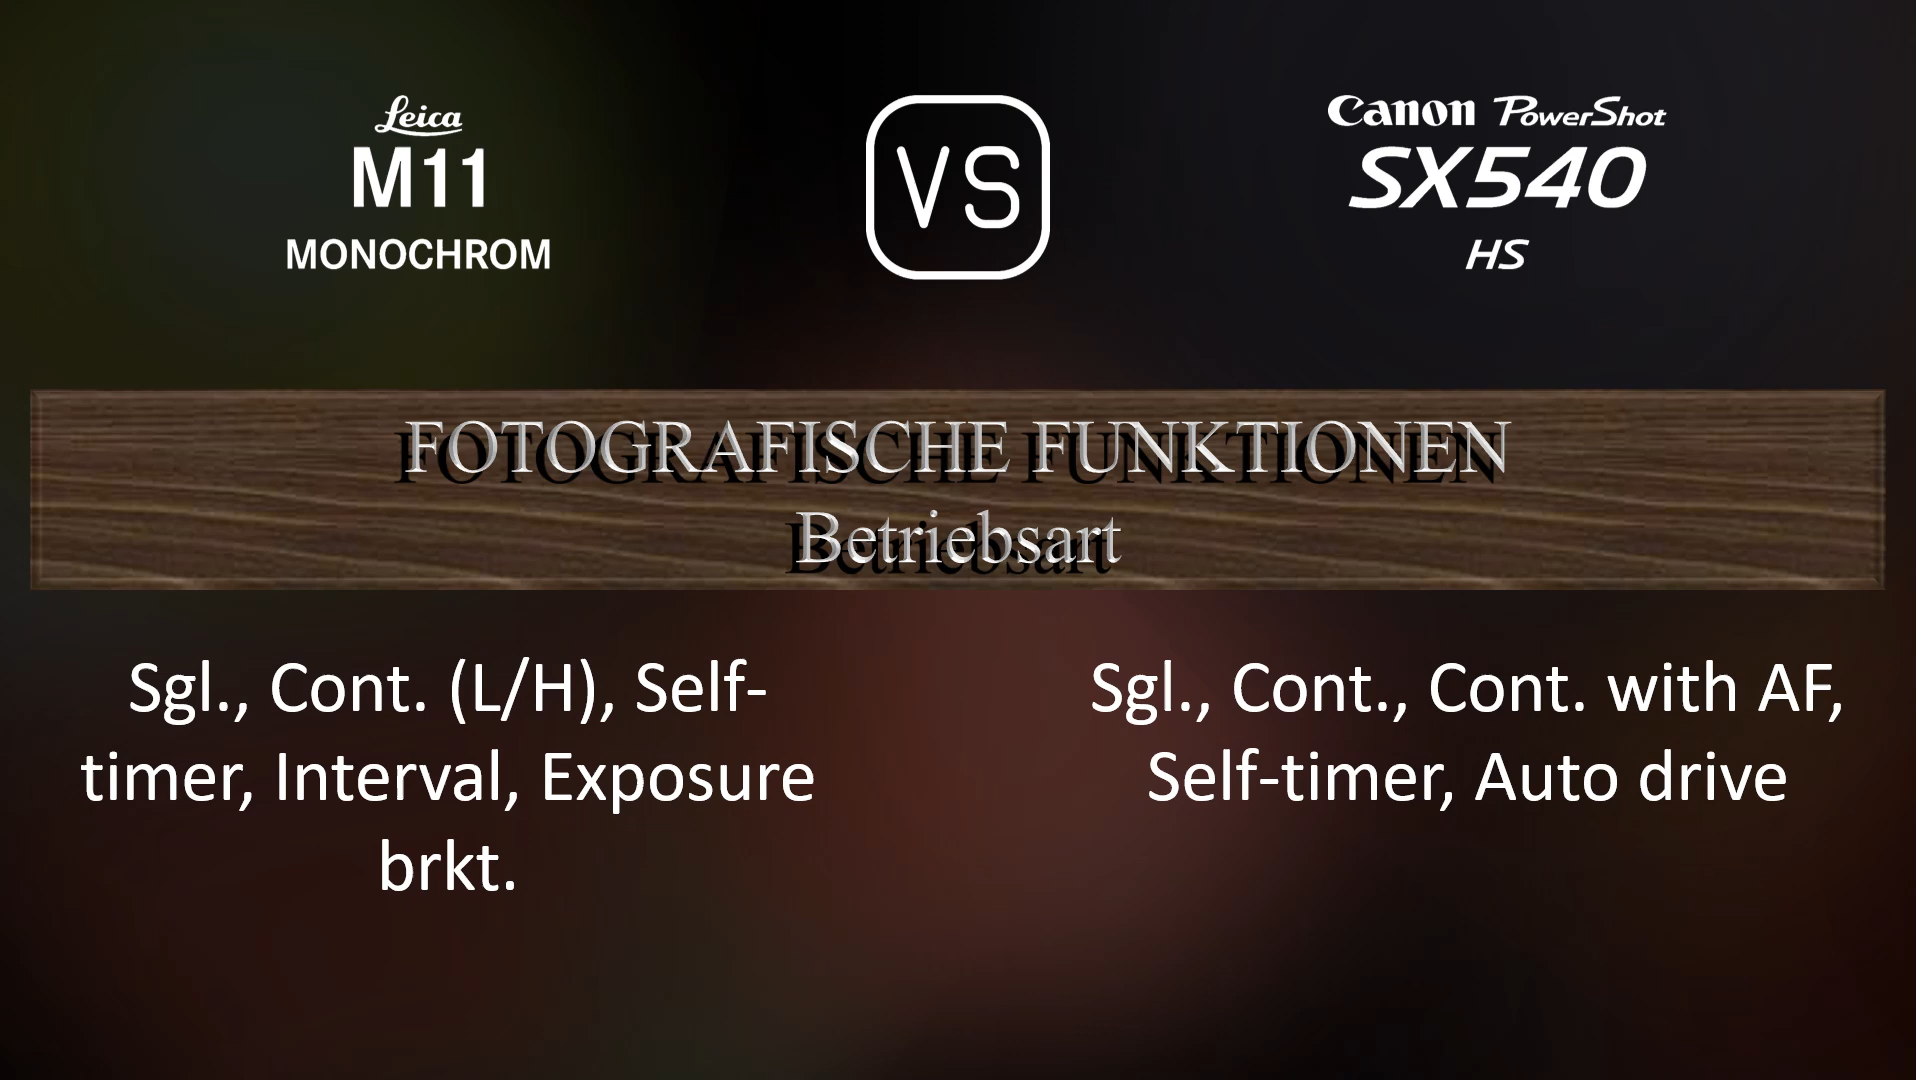 Leica
M11
MONOCHROM
VS
Canon PowerShot
SX540
HS
FOTOGRAFISCHE FUNKTIONEN
Betriebsart
Sgl., Cont. (L/H), Self-
timer, Interval, Exposure
brkt.
Sgl., Cont., Cont. with AF,
Self-timer, Auto drive